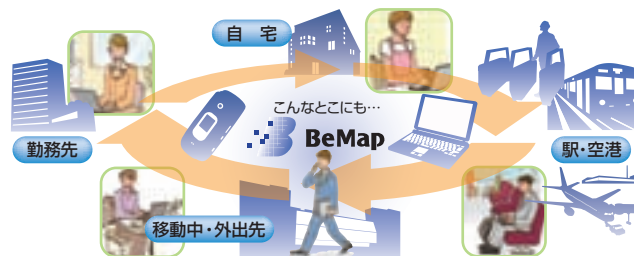 自 宅
こんなとこにも…
BeMap
勤務先
駅・空港
移動中・外出先